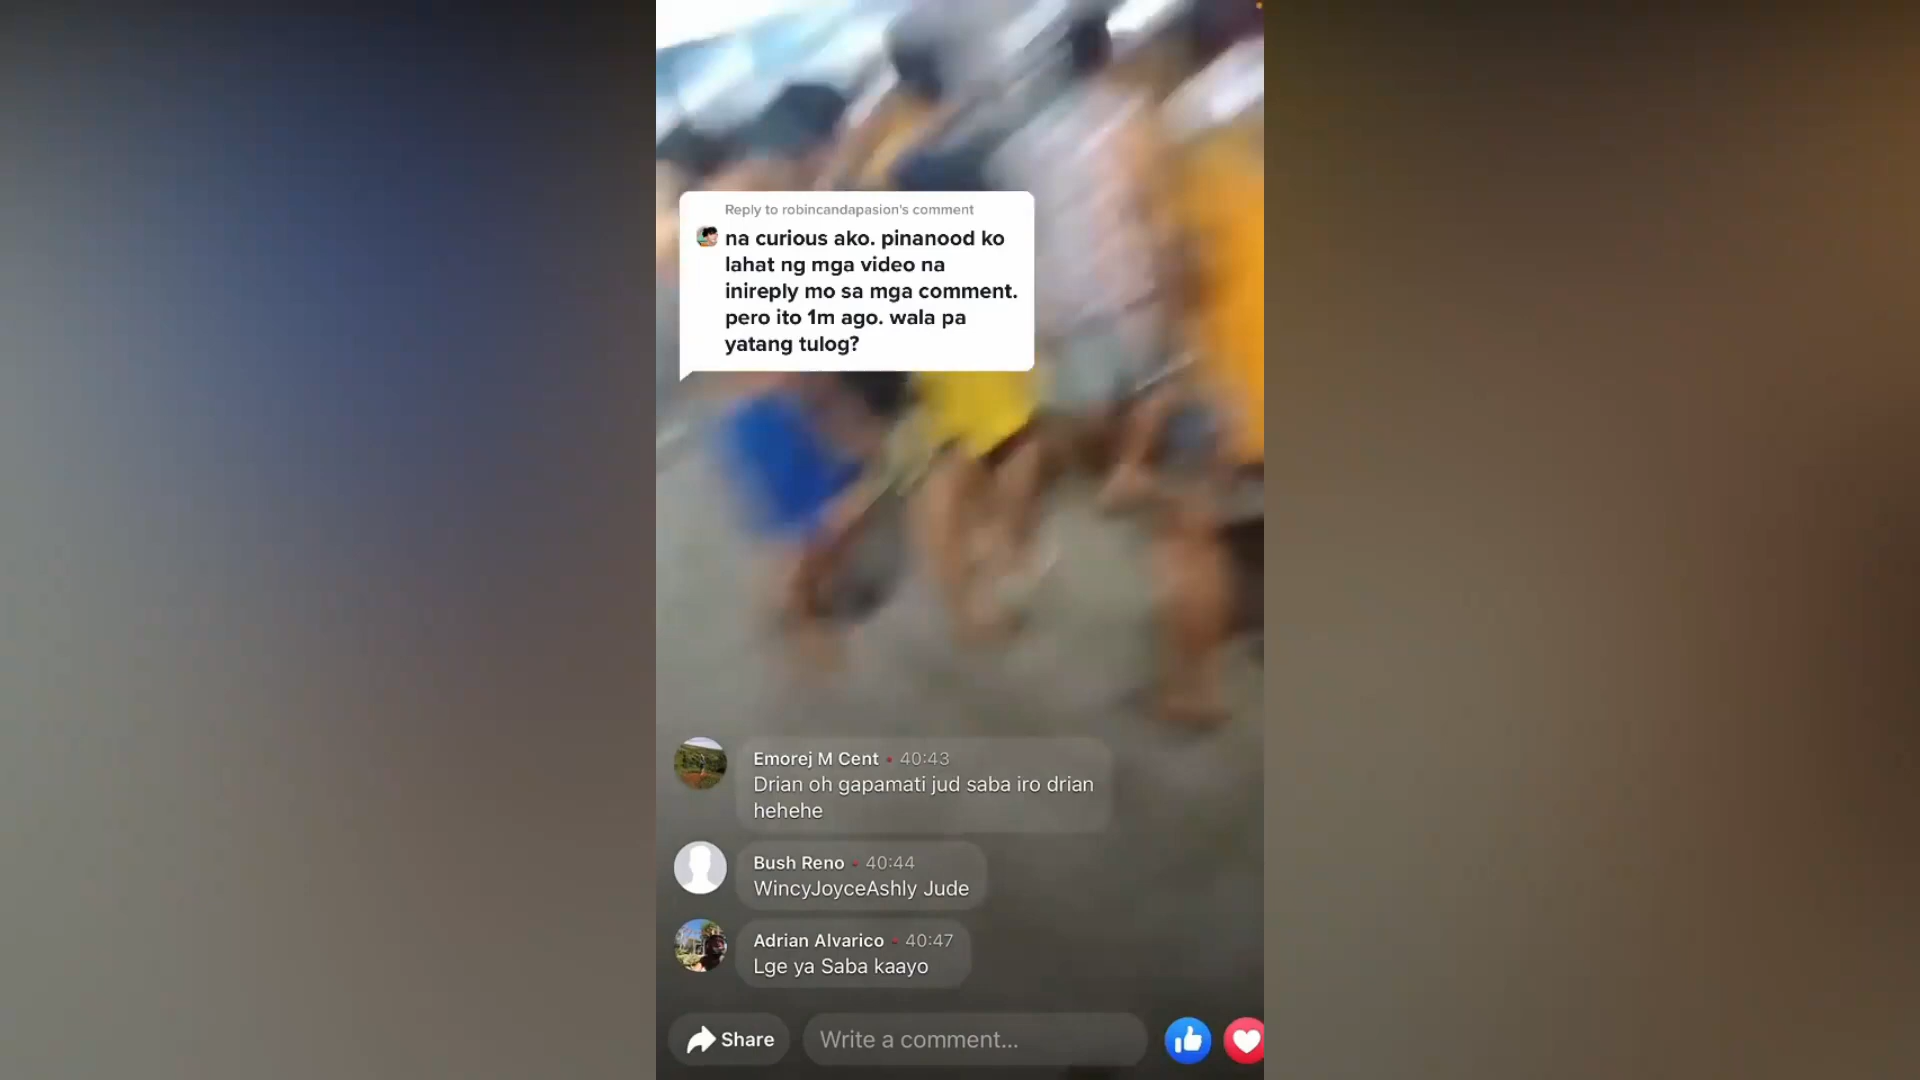 Reply to robincandapasion's comment
na curious ako. pinanood ko
lahat ng mga video na
inireply mo sa mga comment.
pero ito 1m ago. wala pa
yatang tulog?
Emorej M Cent • 40:43
Drian oh gapamati jud saba iro drian
hehehe
Bush Reno • 40:44
WincyJoyceAshly Jude
Adrian Alvarico • 40:47
Lge ya Saba kaayo
Share
Write a comment...